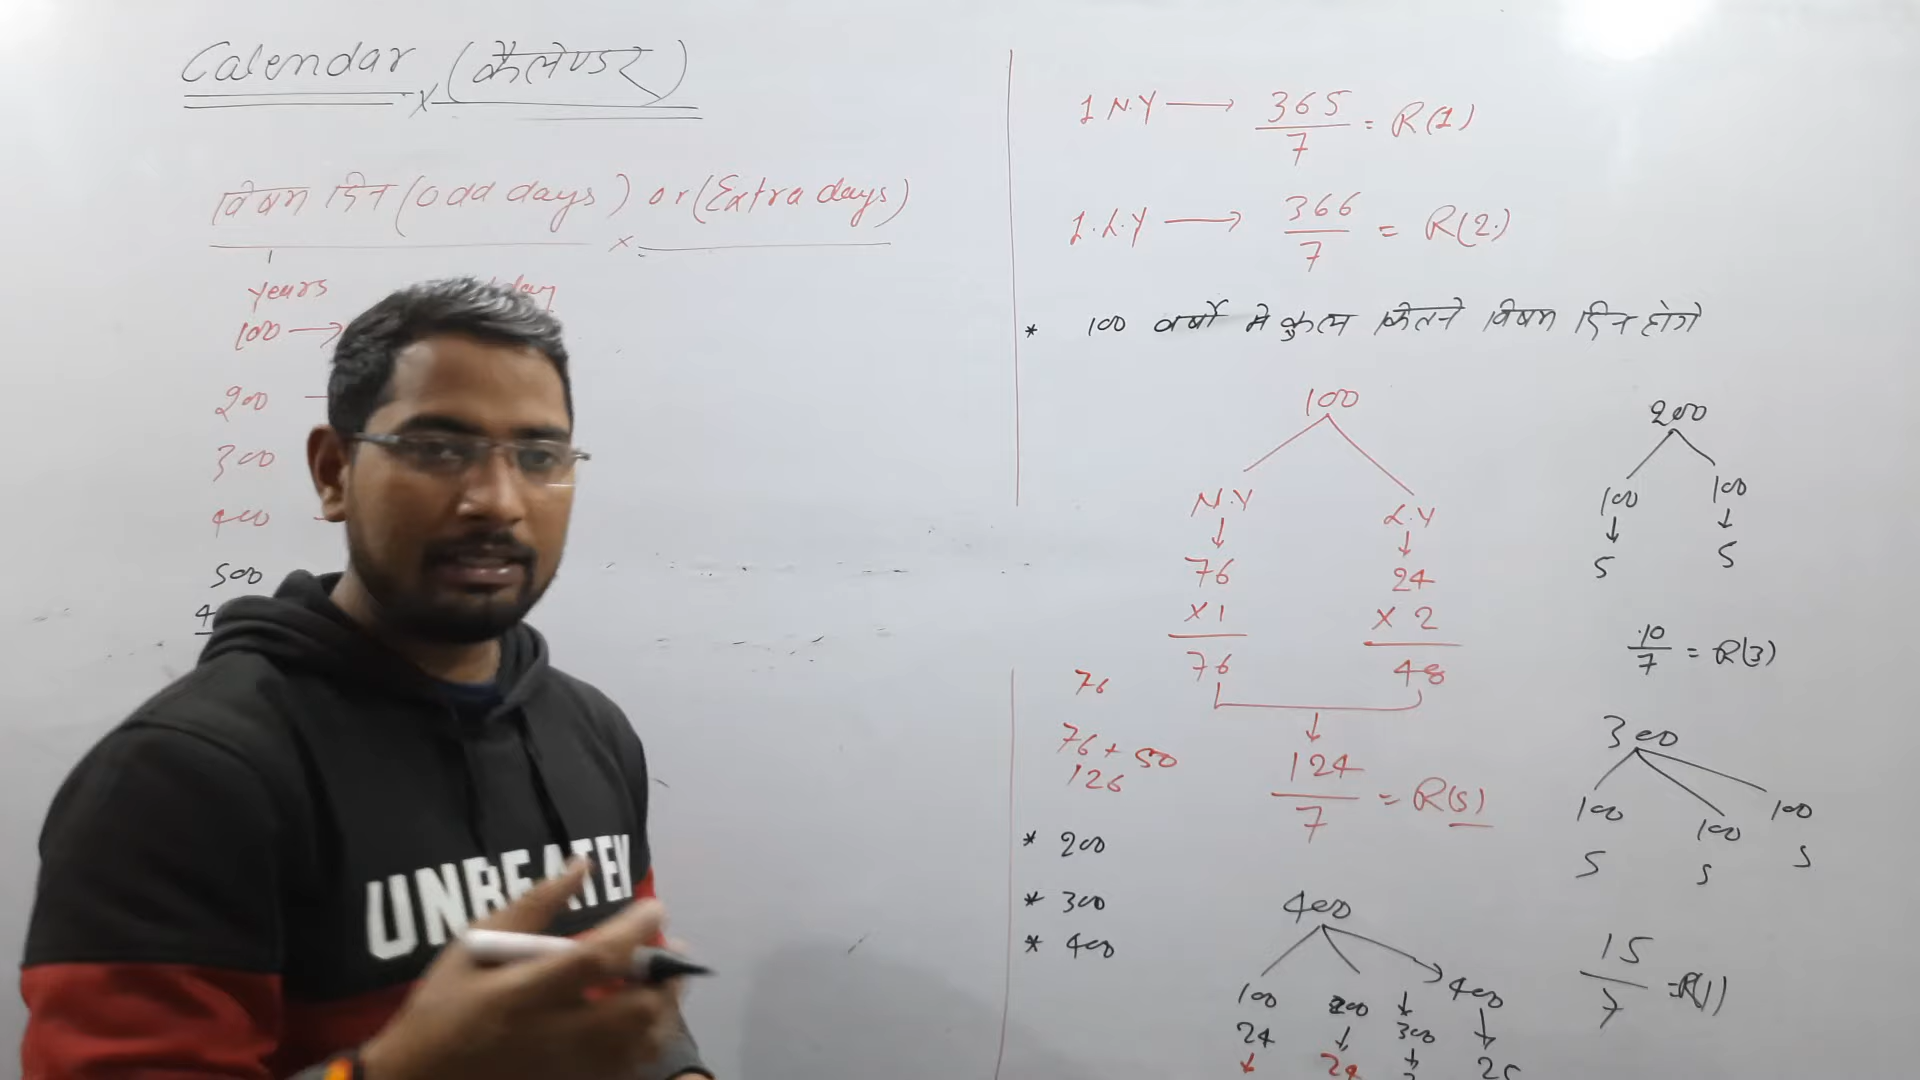 Calendar (कैलेण्डर)
विषम दिन (odd days) or (Extra days)
years day
100 →
200
300
400
500
4
1 N.Y → 365/7 = R(1)
1.L.Y → 366/7 = R(2)
* 100 वर्षो मे कुल कितने विषम दिन होगे
100
N.Y L.Y
76 24
×1 ×2
76 48
124/7 = R(5)
76
76 + 50
126
* 200
* 300
* 400
200
100 100
5 5
10/7 = R(3)
300
100 100 100
5 5 5
15/7 = R(1)
400
100 200 300 400
24 24 25
UNBEATEN